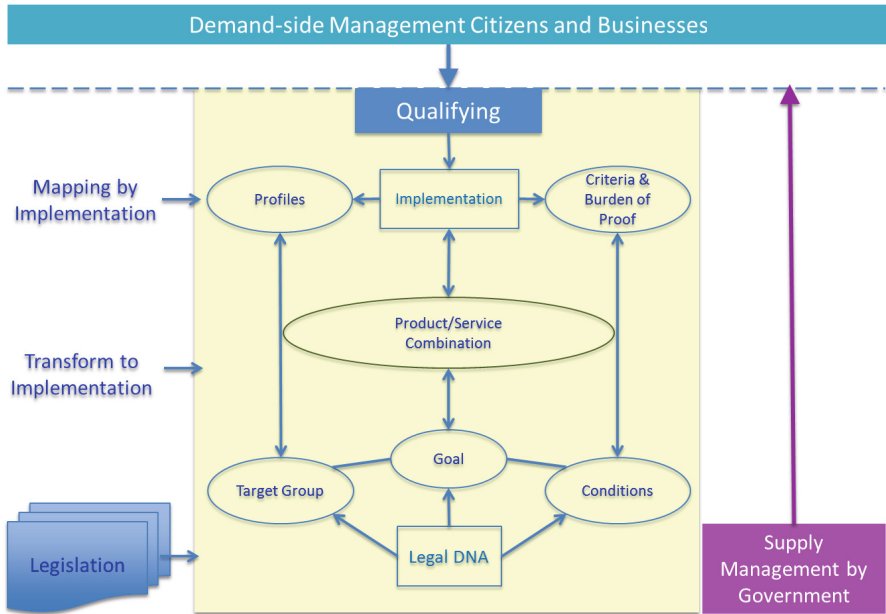 Demand-side Management Citizens and Businesses
Qualifying
Mapping by
Implementation
Profiles
Implementation
Criteria &
Burden of
Proof
Product/Service
Combination
Transform to
Implementation
Goal
Target Group
Conditions
Legislation
Legal DNA
Supply
Management by
Government